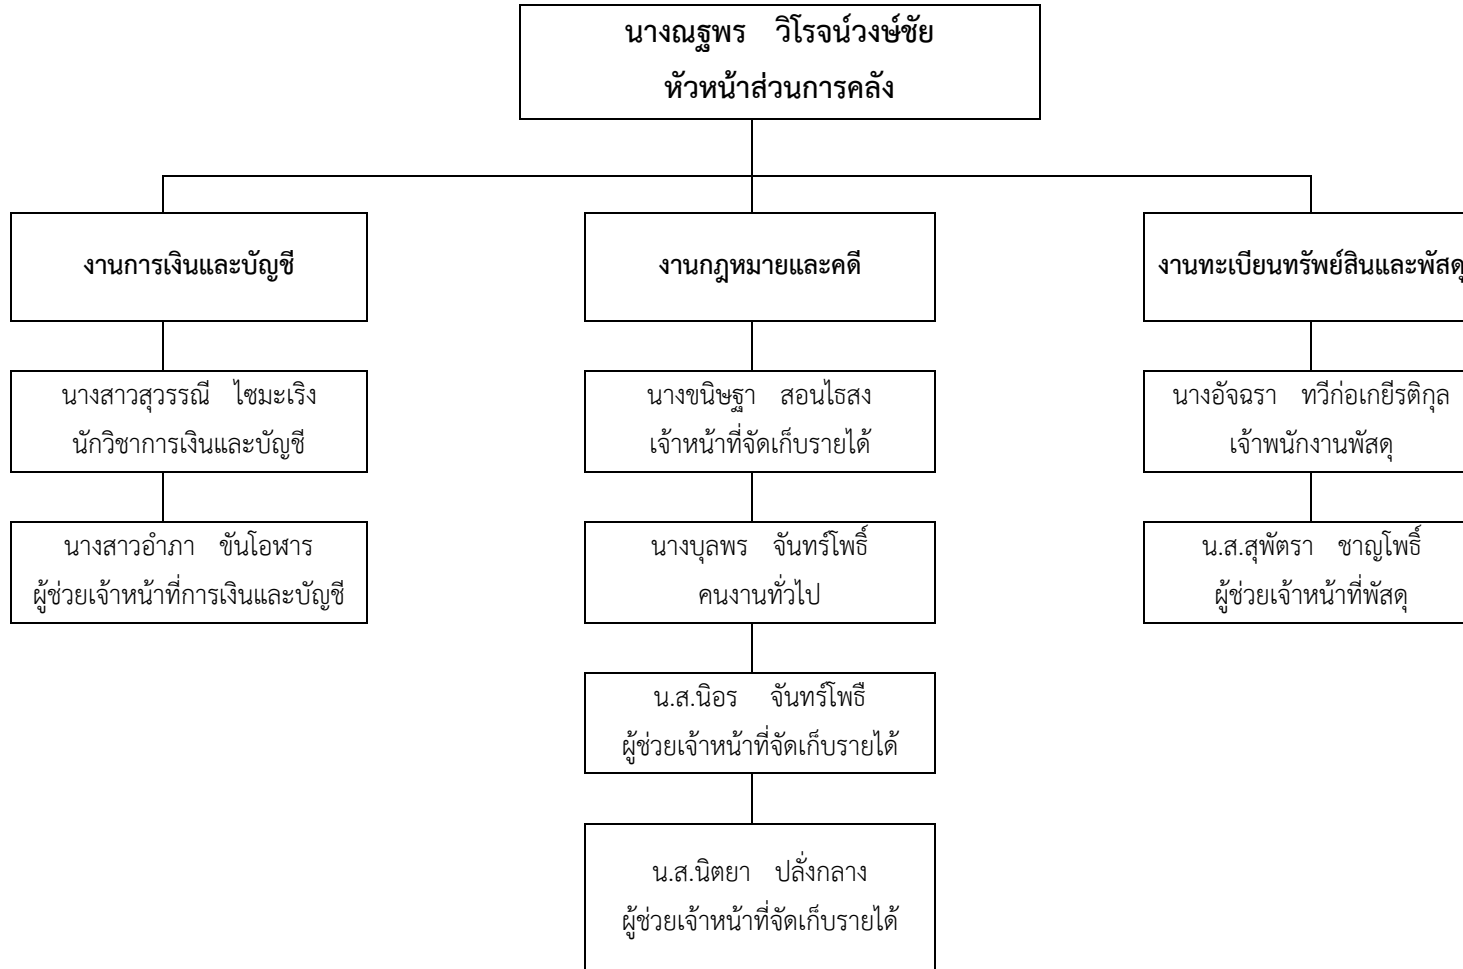 นางณฐพร วิโรจน์วงษ์ชัย
หัวหน้าส่วนการคลัง
งานการเงินและบัญชี
งานกฎหมายและคดี
งานทะเบียนทรัพย์สินและพัสดุ
นางสาวสุวรรณี ไซมะเริง
นักวิชาการเงินและบัญชี
นางขนิษฐา สอนไธสง
เจ้าหน้าที่จัดเก็บรายได้
นางอัจฉรา ทวีก่อเกยีรติกุล
เจ้าพนักงานพัสดุ
นางสาวอำภา ขันโอฬาร
ผู้ช่วยเจ้าหน้าที่การเงินและบัญชี
นางบุลพร จันทร์โพธิ์
คนงานทั่วไป
น.ส.สุพัตรา ชาญโพธิ์
ผู้ช่วยเจ้าหน้าที่พัสดุ
น.ส.นิอร จันทร์โพธื
ผู้ช่วยเจ้าหน้าที่จัดเก็บรายได้
น.ส.นิตยา ปลั่งกลาง
ผู้ช่วยเจ้าหน้าที่จัดเก็บรายได้